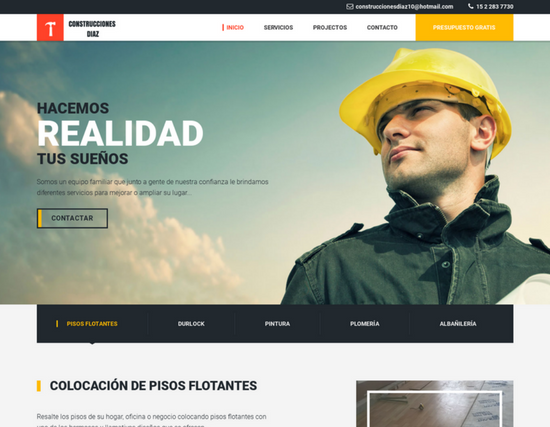 construccionesdiaz10@hotmail.com 15 2 283 7730
CONSTRUCCIONES
DIAZ
INICIO SERVICIOS PROYECTOS CONTACTO PRESUPUESTO GRATIS
HACEMOS
REALIDAD
TUS SUEÑOS
Somos un equipo familiar que junto a gente de nuestra confianza le brindamos
diferentes servicios para mejorar o ampliar su lugar...
CONTACTAR
PISOS FLOTANTES DURLOCK PINTURA PLOMERÍA ALBAÑILERÍA
COLOCACIÓN DE PISOS FLOTANTES
Resalte los pisos de su hogar, oficina o negocio colocando pisos flotantes con